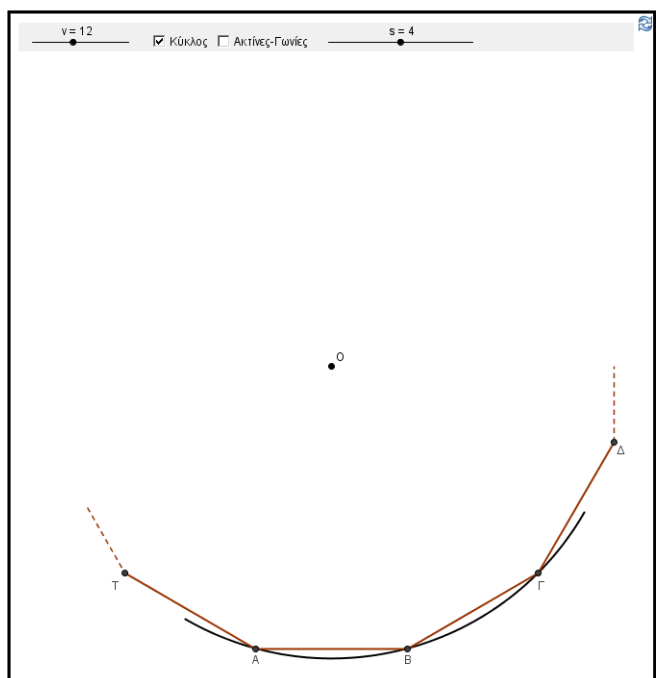 ν = 12
Κύκλος
Ακτίνες-Γωνίες
s = 4
Ο
Δ
Τ
Γ
Α
Β